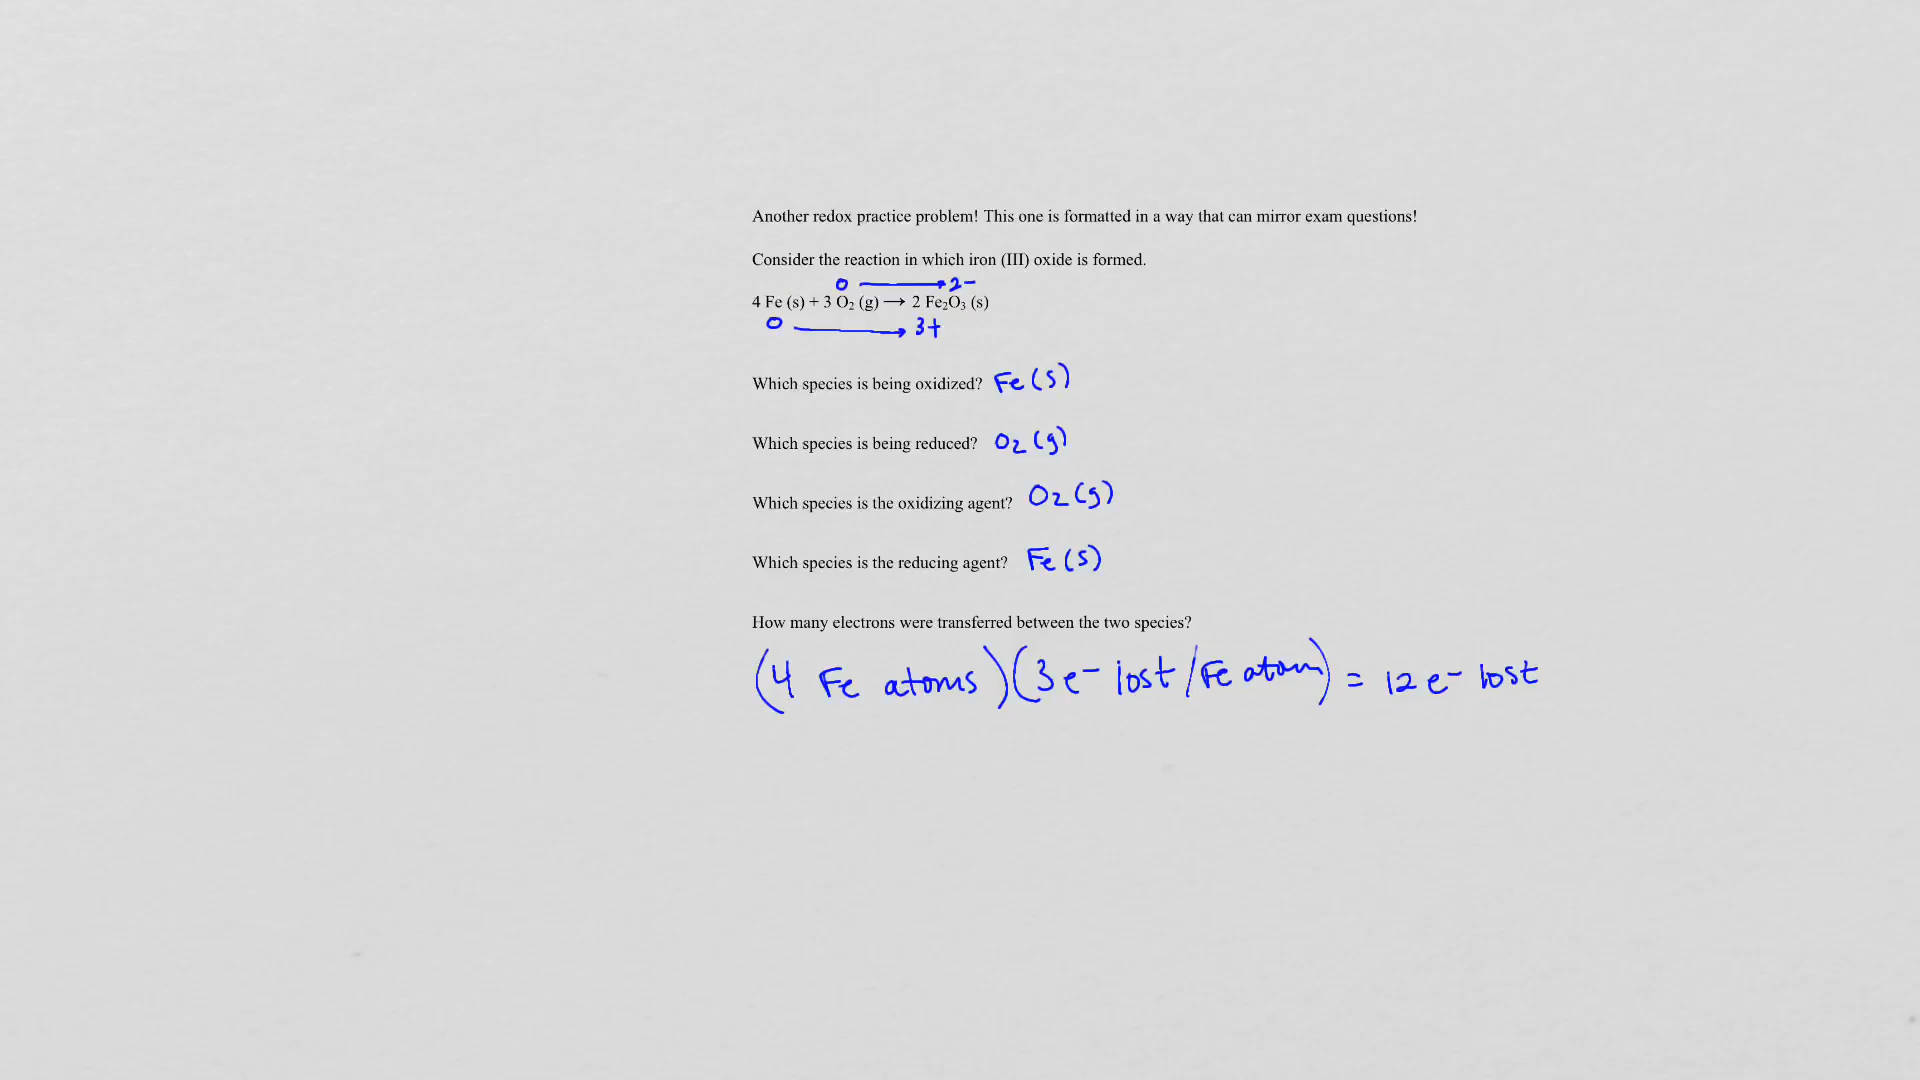 Another redox practice problem! This one is formatted in a way that can mirror exam questions!
Consider the reaction in which iron (III) oxide is formed.
0 → 2-
4 Fe (s) + 3 O₂ (g) → 2 Fe₂O₃ (s)
0 → 3+
Which species is being oxidized? Fe (s)
Which species is being reduced? O₂ (g)
Which species is the oxidizing agent? O₂ (g)
Which species is the reducing agent? Fe (s)
How many electrons were transferred between the two species?
(4 Fe atoms)(3 e⁻ lost/Fe atom) = 12 e⁻ lost